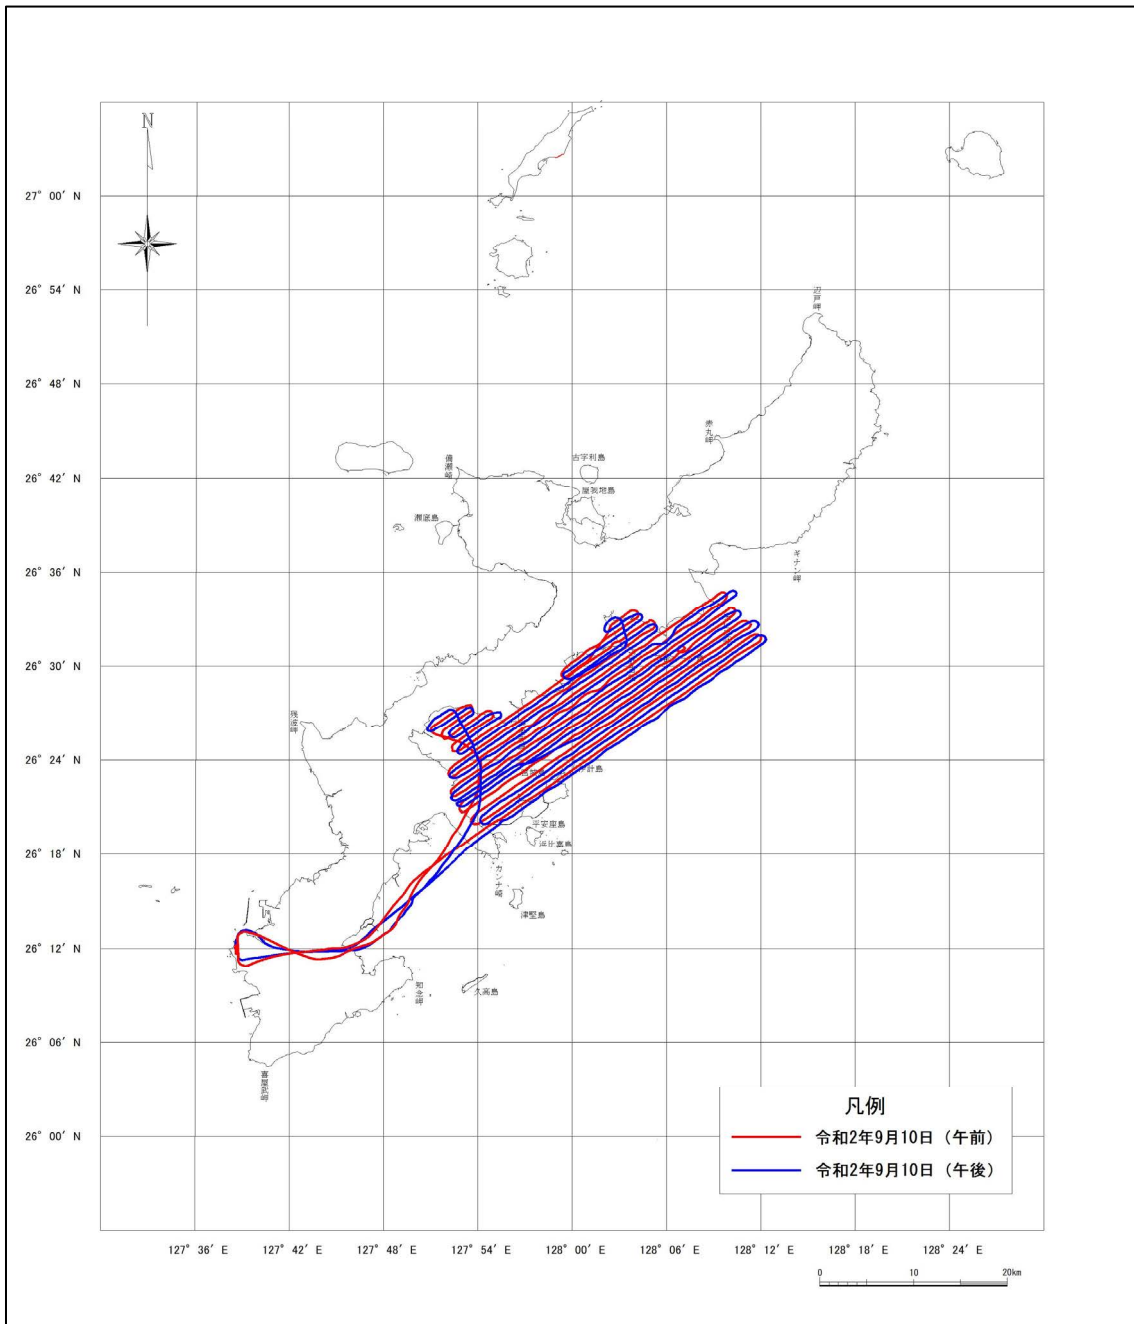 N
27° 00′ N
26° 54′ N
辺戸岬
26° 48′ N
赤丸岬
備瀬崎
古宇利島
26° 42′ N
屋我地島
瀬底島
ギナン岬
26° 36′ N
26° 30′ N
残波岬
26° 24′ N
平安座島
浜比嘉島
26° 18′ N
カンナ崎
津堅島
26° 12′ N
知念岬
久高島
26° 06′ N
喜屋武岬
凡例
26° 00′ N
令和2年9月10日（午前）
令和2年9月10日（午後）
127° 36′ E
127° 42′ E
127° 48′ E
127° 54′ E
128° 00′ E
128° 06′ E
128° 12′ E
128° 18′ E
128° 24′ E
0
10
20km